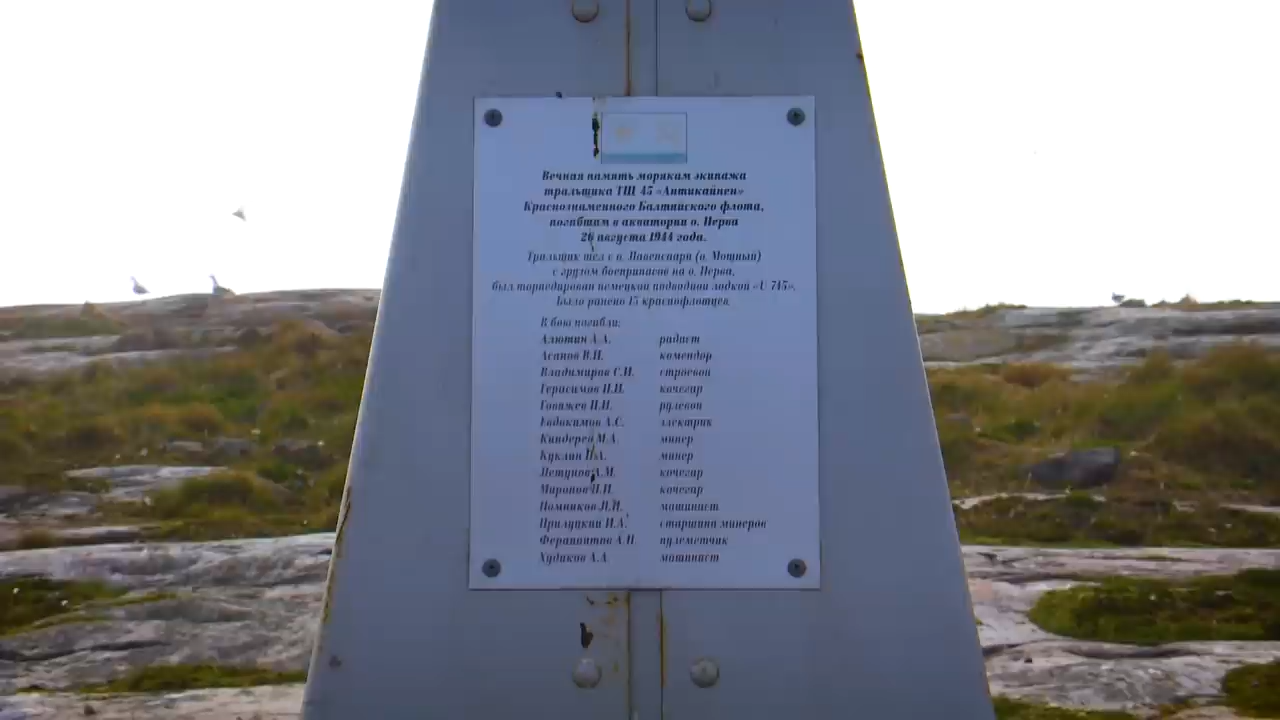 Вечная память морякам экипажа
тральщика ТЩ 45 «Антикайнен»
Краснознаменного Балтийского флота,
погибшим в акватории о. Нерва
26 августа 1944 года.
Тральщик шел с о. Лавенсаари (о. Мощный)
с грузом боеприпасов на о. Нерва,
был торпедирован немецкой подводной лодкой «U 745».
Было ранено 15 краснофлотцев.
В бою погибли:
Алютин А.А. радист
Асанов В.П. комендор
Владимиров С.И. строевой
Герасимов П.П. кочегар
рулевой
Евдокимов А.С. электрик
Киндерев М.А. минер
Куклин П.А. минер
Летунов А.М. кочегар
Миронов Н.Н. кочегар
Помников машинист
Прилуцкий И.А. старшина минеров
Ферапонтов А.П. пулеметчик
Худяков А.А. машинист